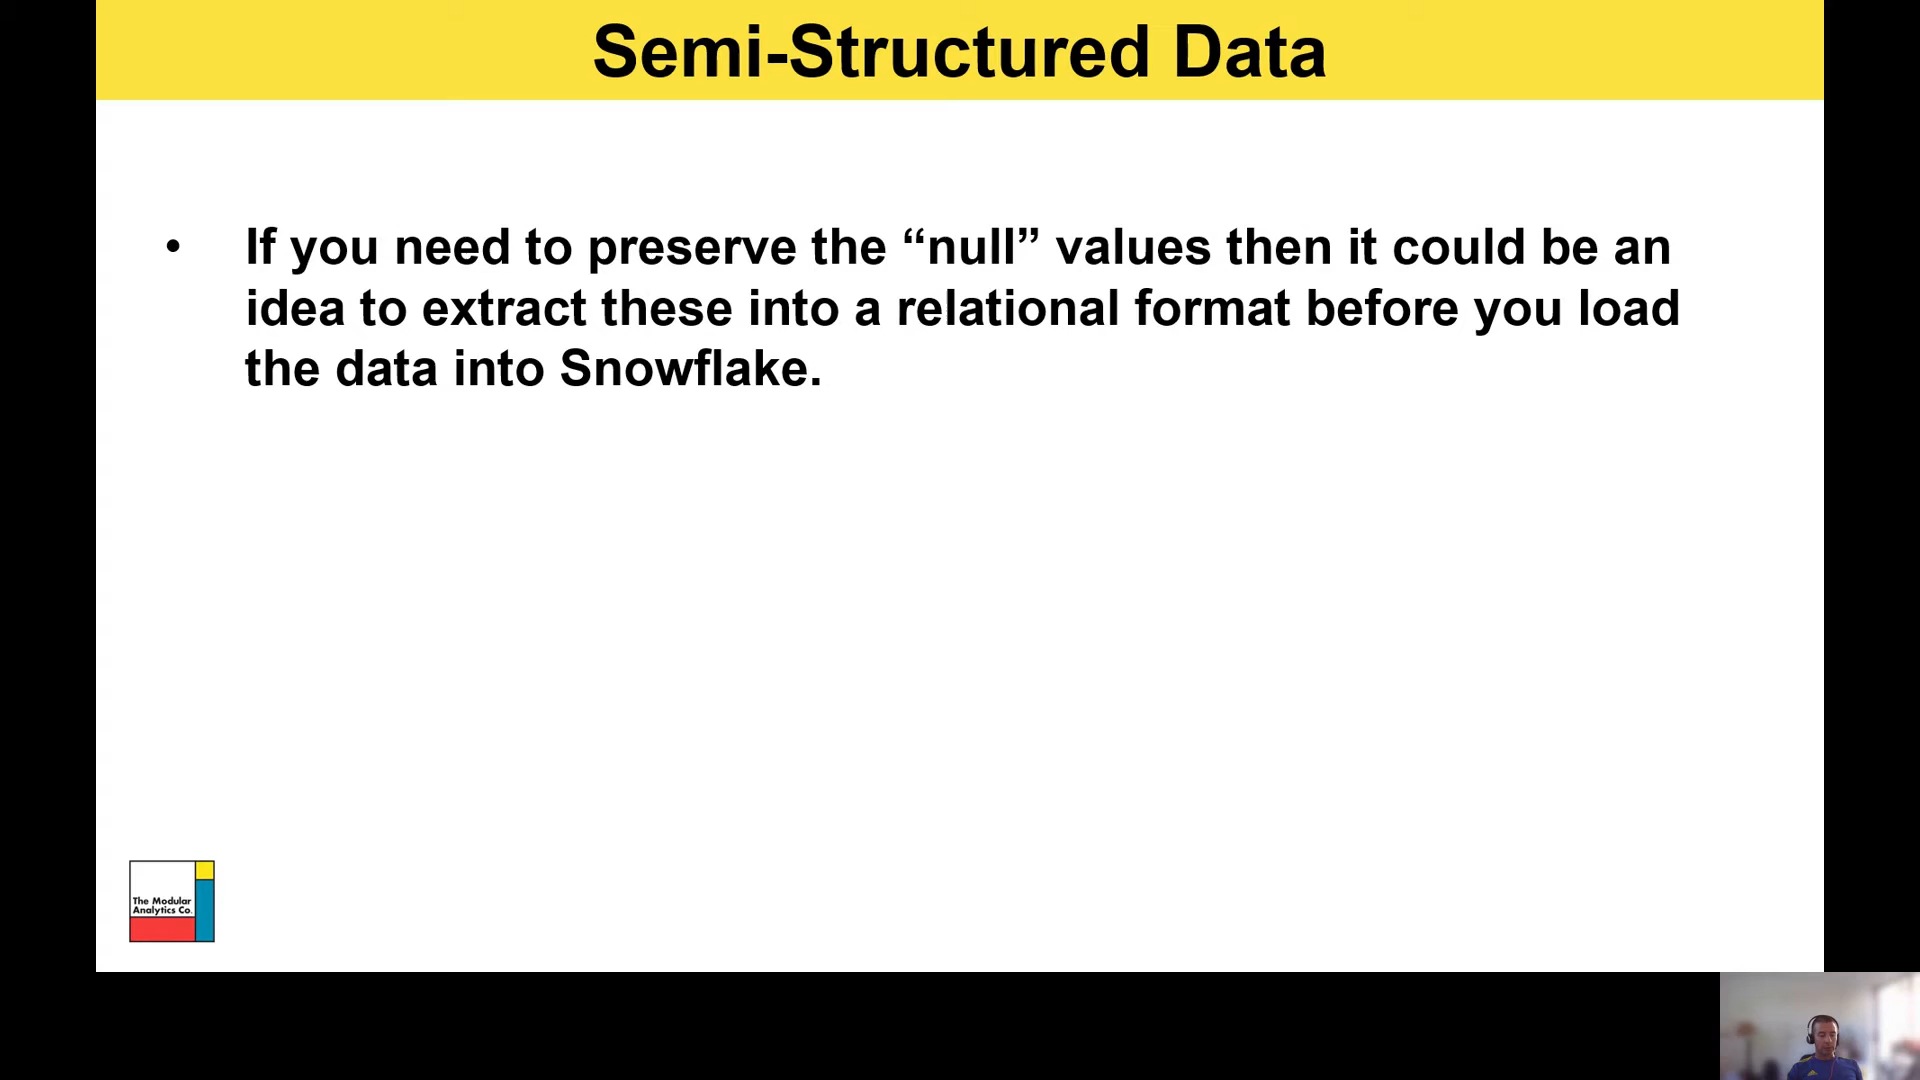 Semi-Structured Data
• If you need to preserve the “null” values then it could be an
idea to extract these into a relational format before you load
the data into Snowflake.
The Modular
Analytics Co.